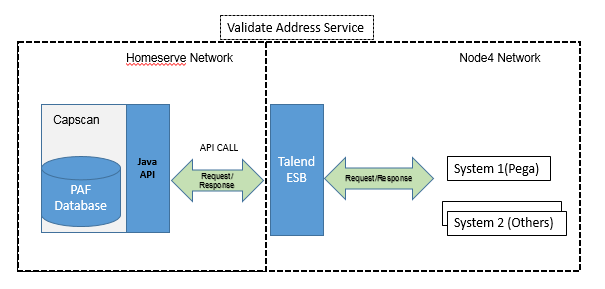 Validate Address Service
Homeserve Network
Node4 Network
Capscan
PAF
Database
Java
API
API CALL
Request/
Response
Talend
ESB
Request/Response
System 1(Pega)
System 2 (Others)